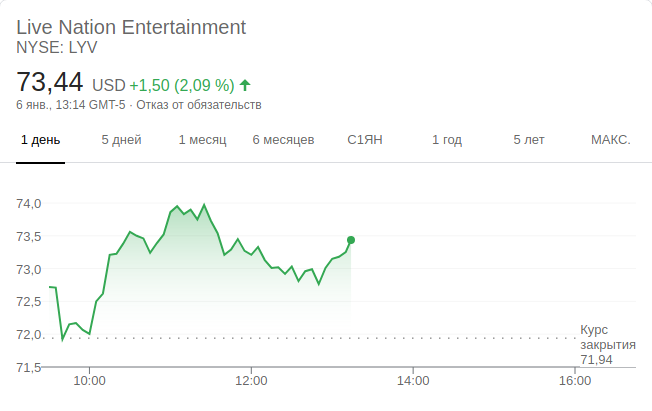 Live Nation Entertainment
NYSE: LYV
73,44 USD +1,50 (2,09 %)
6 янв., 13:14 GMT-5 · Отказ от обязательств
1 день 5 дней 1 месяц 6 месяцев С1ЯН 1 год 5 лет МАКС.
74,0
73,5
73,0
72,5
72,0
71,5
Курс
закрытия
71,94
10:00 12:00 14:00 16:00